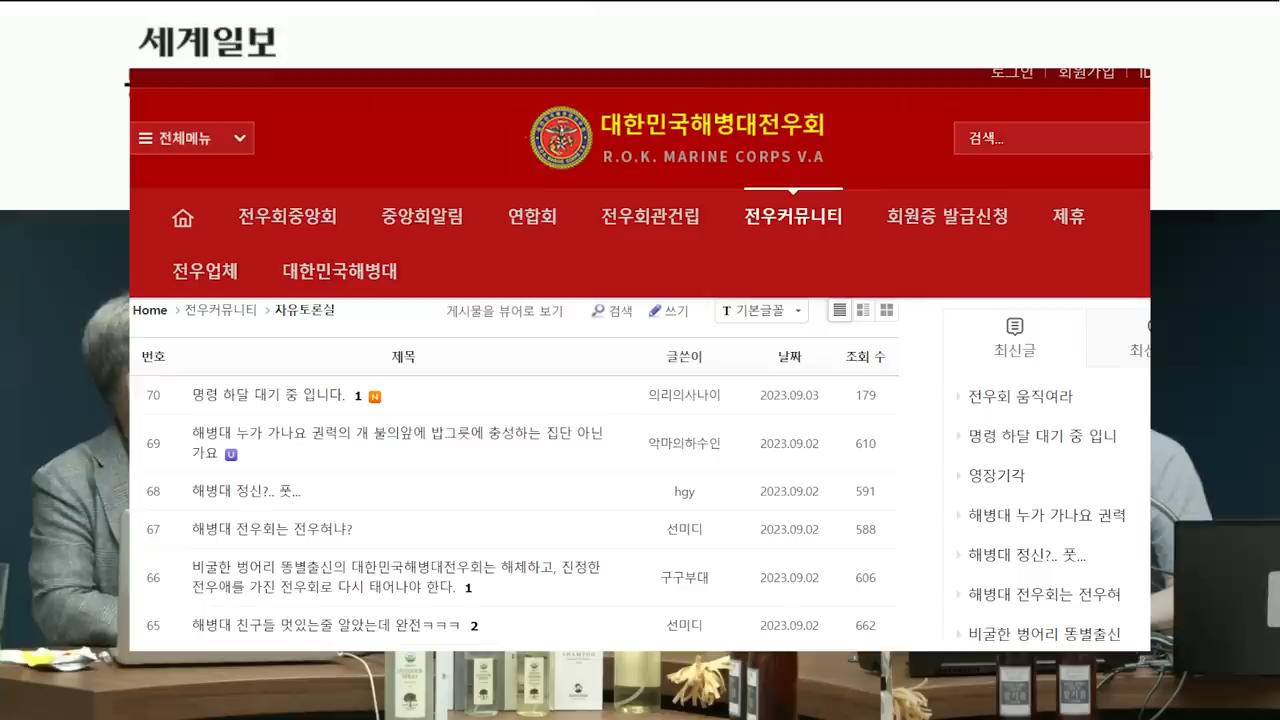 세계일보
로그인 회원가입
전체메뉴
대한민국해병대전우회
R.O.K. MARINE CORPS V.A
검색...
전우회중앙회 중앙회알림 연합회 전우회관건립 전우커뮤니티 회원증 발급신청 제휴
전우업체 대한민국해병대
Home 전우커뮤니티 자유토론실 게시물을 뷰어로 보기 검색 쓰기 T 기본글꼴
번호 제목 글쓴이 날짜 조회 수
70 명령 하달 대기 중 입니다. 1 N 의리의사나이 2023.09.03 179
69 해병대 누가 가나요 권력의 개 불의앞에 밥그릇에 충성하는 집단 아닌
가요 U 악마의하수인 2023.09.02 610
68 해병대 정신?.. 풋... hgy 2023.09.02 591
67 해병대 전우회는 전우혀냐? 선미디 2023.09.02 588
66 비굴한 벙어리 똥별출신의 대한민국해병대전우회는 해체하고, 진정한
전우애를 가진 전우회로 다시 태어나야 한다. 1 구구부대 2023.09.02 606
65 해병대 친구들 멋있는줄 알았는데 완전ㅋㅋㅋ 2 선미디 2023.09.02 662
최신글
전우회 움직여라
명령 하달 대기 중 입니
영장기각
해병대 누가 가나요 권력
해병대 정신?.. 풋...
해병대 전우회는 전우혀
비굴한 벙어리 똥별출신